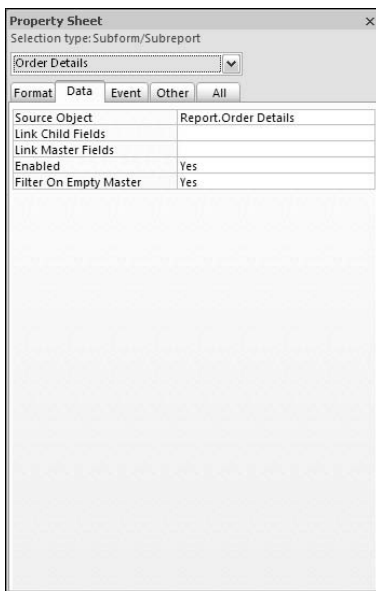 Property Sheet
Selection type: Subform/Subreport
Order Details
Format Data Event Other All
Source Object Report.Order Details
Link Child Fields
Link Master Fields
Enabled Yes
Filter On Empty Master Yes